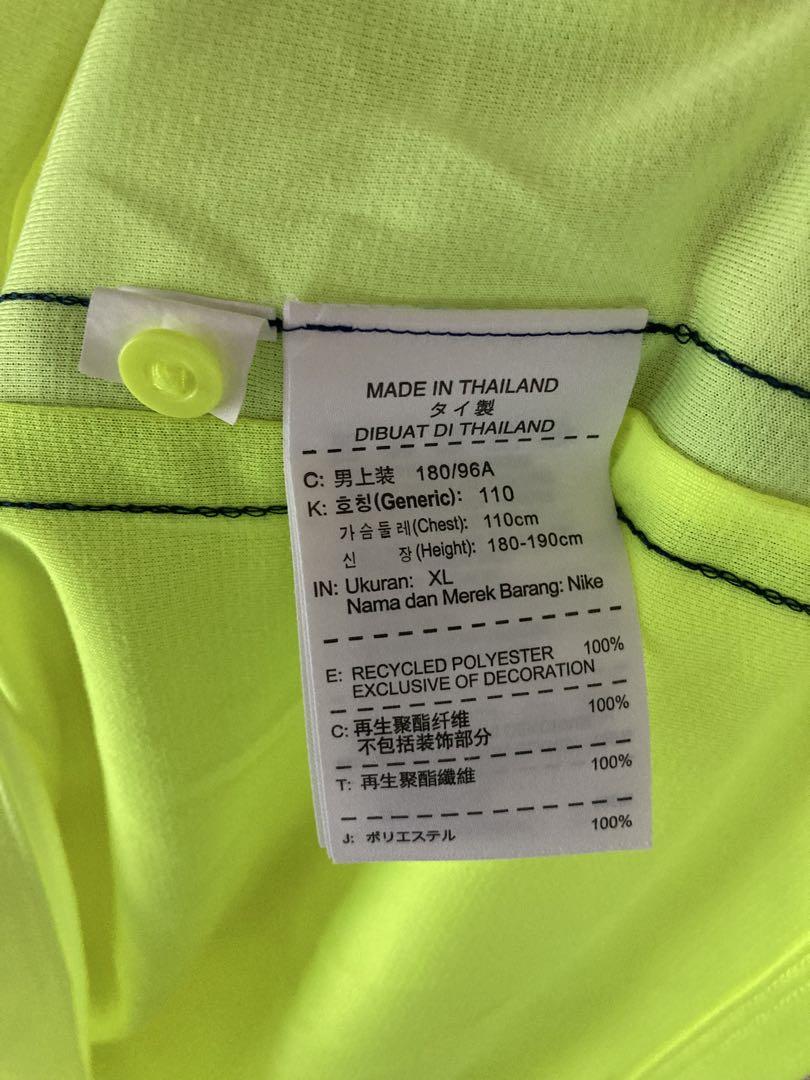 MADE IN THAILAND
タイ製
DIBUAT DI THAILAND
C: 男上装 180/96A
K: 호칭(Generic): 110
가슴둘레(Chest): 110cm
신 장(Height): 180-190cm
IN: Ukuran: XL
Nama dan Merek Barang: Nike
E: RECYCLED POLYESTER 100%
EXCLUSIVE OF DECORATION
C: 再生聚酯纤维 100%
不包括装饰部分
T: 再生聚酯纖維 100%
J: ポリエステル 100%